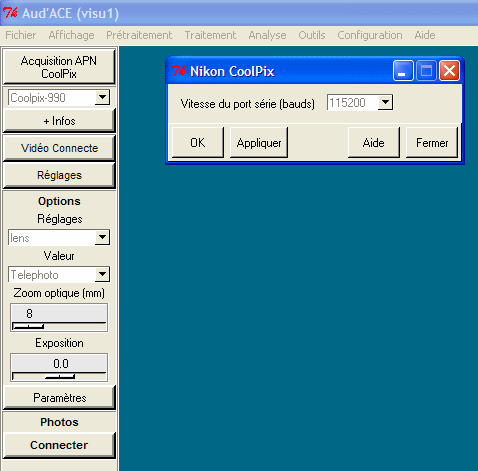 Aud'ACE (visu1)
Fichier Affichage Prétraitement Traitement Analyse Outils Configuration Aide
Acquisition APN
CoolPix
Coolpix-990
+ Infos
Vidéo Connecte
Réglages
Options
Réglages
lens
Valeur
Telephoto
Zoom optique (mm)
8
Exposition
0.0
Paramètres
Photos
Connecter
Nikon CoolPix
Vitesse du port série (bauds) 115200
OK Appliquer Aide Fermer